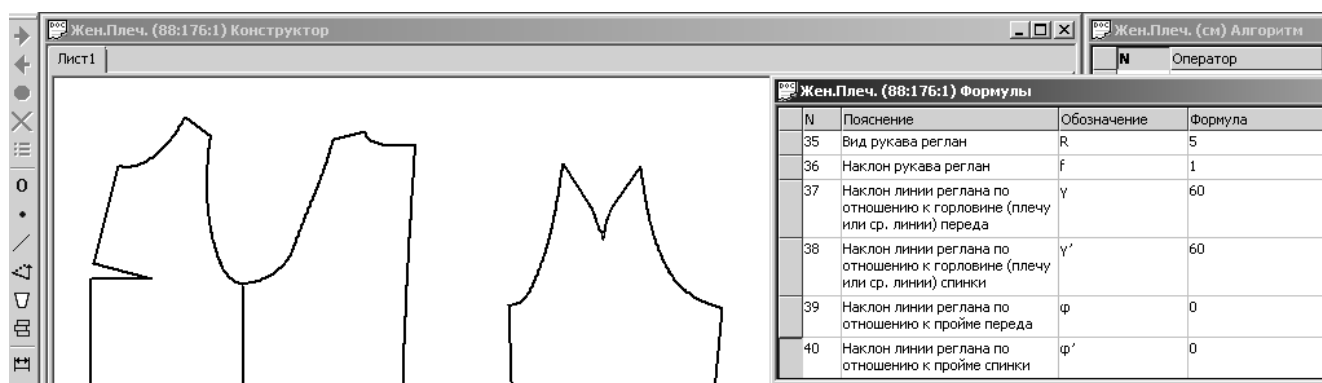 Жен.Плеч. (88:176:1) Конструктор
Жен.Плеч. (см) Алгоритм
Лист1
N Оператор
Жен.Плеч. (88:176:1) Формулы
N Пояснение Обозначение Формула
35 Вид рукава реглан R 5
36 Наклон рукава реглан f 1
37 Наклон линии реглана по γ 60
отношению к горловине (плечу
или ср. линии) переда
38 Наклон линии реглана по γ′ 60
отношению к горловине (плечу
или ср. линии) спинки
39 Наклон линии реглана по φ 0
отношению к пройме переда
40 Наклон линии реглана по φ′ 0
отношению к пройме спинки